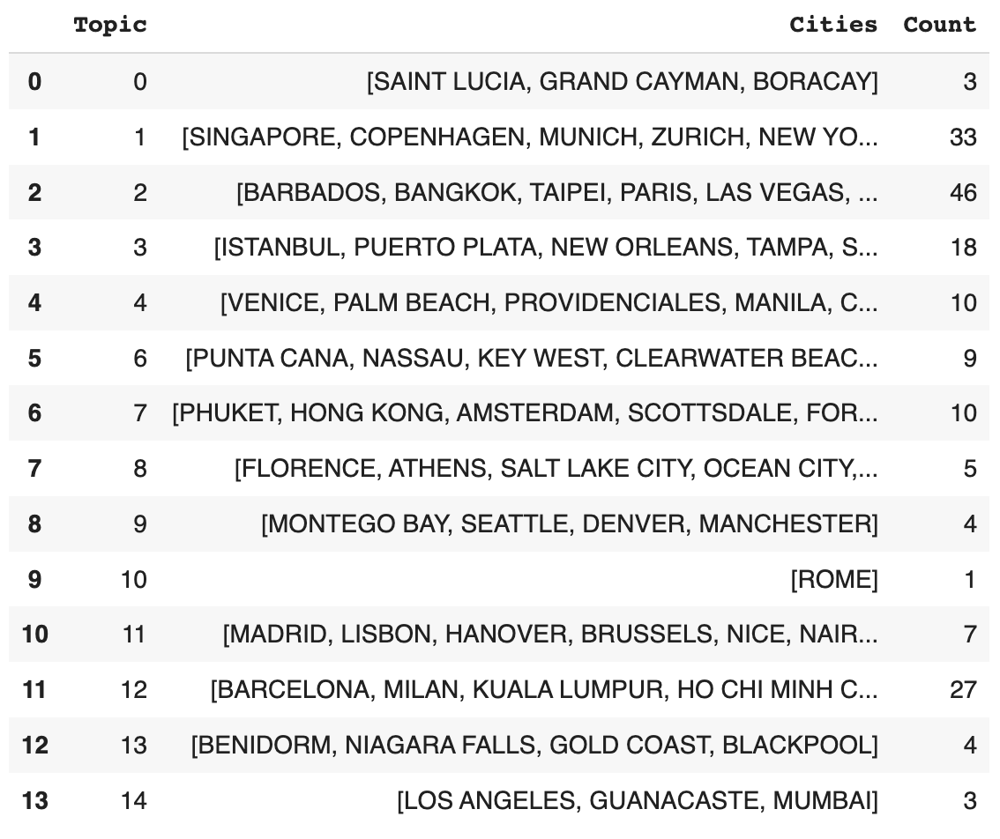 Topic Cities Count
0 0 [SAINT LUCIA, GRAND CAYMAN, BORACAY] 3
1 1 [SINGAPORE, COPENHAGEN, MUNICH, ZURICH, NEW YO... 33
2 2 [BARBADOS, BANGKOK, TAIPEI, PARIS, LAS VEGAS, ... 46
3 3 [ISTANBUL, PUERTO PLATA, NEW ORLEANS, TAMPA, S... 18
4 4 [VENICE, PALM BEACH, PROVIDENCIALES, MANILA, C... 10
5 6 [PUNTA CANA, NASSAU, KEY WEST, CLEARWATER BEAC... 9
6 7 [PHUKET, HONG KONG, AMSTERDAM, SCOTTSDALE, FOR... 10
7 8 [FLORENCE, ATHENS, SALT LAKE CITY, OCEAN CITY,... 5
8 9 [MONTEGO BAY, SEATTLE, DENVER, MANCHESTER] 4
9 10 [ROME] 1
10 11 [MADRID, LISBON, HANOVER, BRUSSELS, NICE, NAIR... 7
11 12 [BARCELONA, MILAN, KUALA LUMPUR, HO CHI MINH C... 27
12 13 [BENIDORM, NIAGARA FALLS, GOLD COAST, BLACKPOOL] 4
13 14 [LOS ANGELES, GUANACASTE, MUMBAI] 3